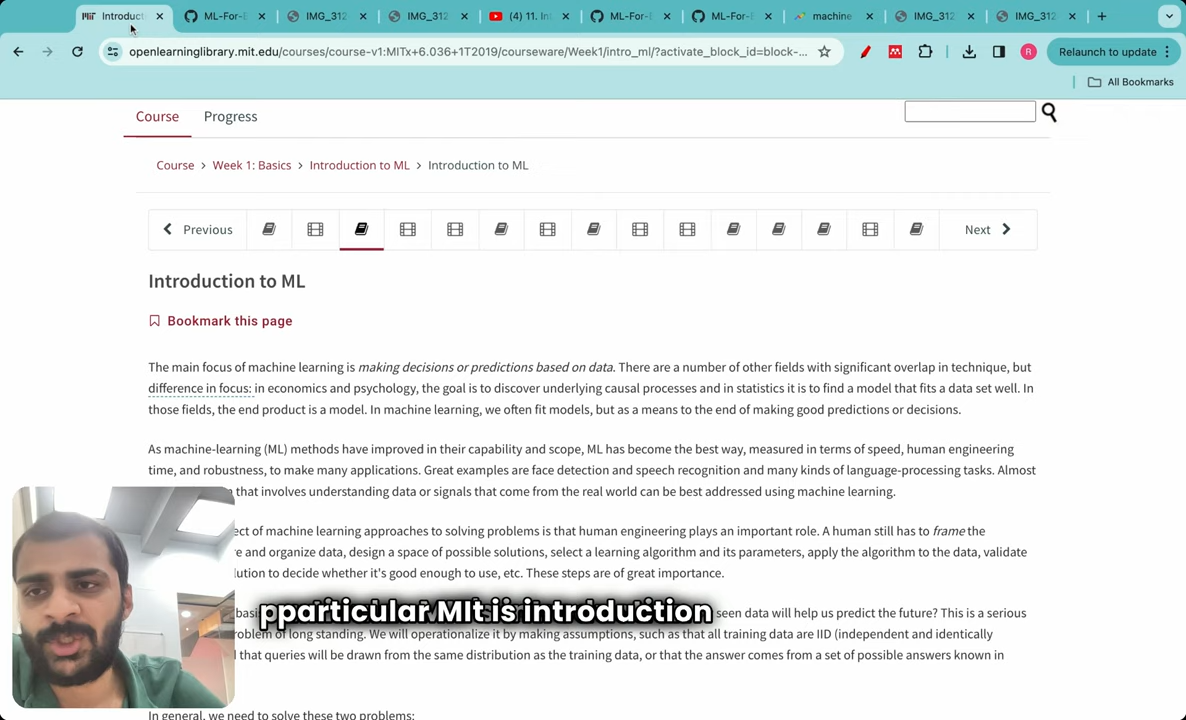 Introduct
ML-For-B
IMG_312
IMG_312
(4) 11. Int
ML-For-B
ML-For-B
machine
IMG_312
IMG_312
openlearninglibrary.mit.edu/courses/course-v1:MITx+6.036+1T2019/courseware/Week1/intro_ml/?activate_block_id=block-...
R
Relaunch to update
All Bookmarks
Course
Progress
Course > Week 1: Basics > Introduction to ML > Introduction to ML
Previous
Next
Introduction to ML
Bookmark this page
The main focus of machine learning is making decisions or predictions based on data. There are a number of other fields with significant overlap in technique, but
difference in focus: in economics and psychology, the goal is to discover underlying causal processes and in statistics it is to find a model that fits a data set well. In
those fields, the end product is a model. In machine learning, we often fit models, but as a means to the end of making good predictions or decisions.
As machine-learning (ML) methods have improved in their capability and scope, ML has become the best way, measured in terms of speed, human engineering
time, and robustness, to make many applications. Great examples are face detection and speech recognition and many kinds of language-processing tasks. Almost
that involves understanding data or signals that come from the real world can be best addressed using machine learning.
ect of machine learning approaches to solving problems is that human engineering plays an important role. A human still has to frame the
e and organize data, design a space of possible solutions, select a learning algorithm and its parameters, apply the algorithm to the data, validate
lution to decide whether it's good enough to use, etc. These steps are of great importance.
pparticular MIt is introduction
seen data will help us predict the future? This is a serious
roblem of long standing. We will operationalize it by making assumptions, such as that all training data are IID (independent and identically
d that queries will be drawn from the same distribution as the training data, or that the answer comes from a set of possible answers known in
In general, we need to solve these two problems: